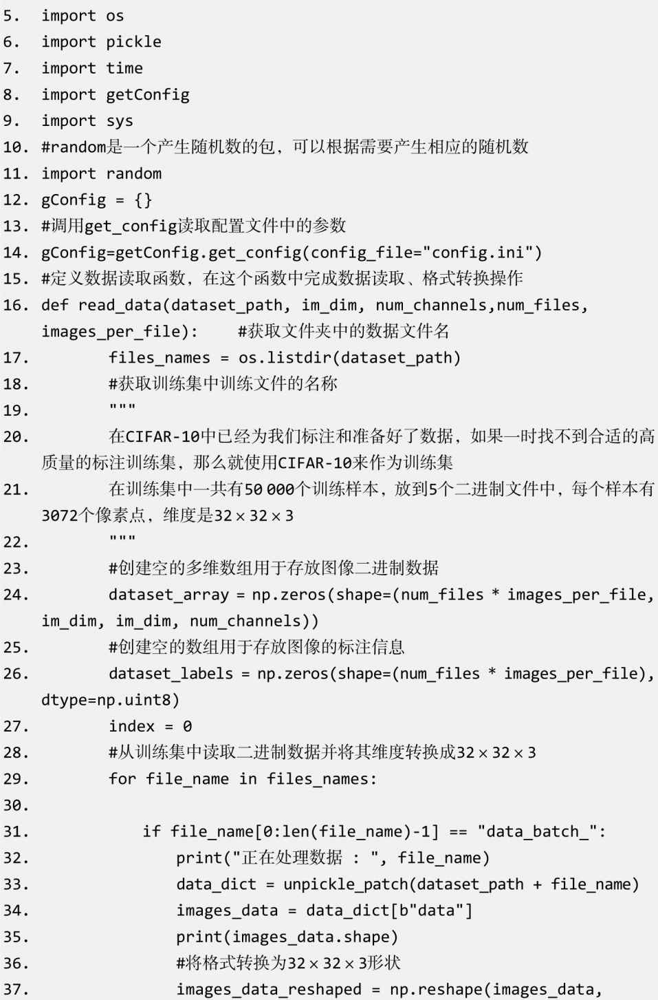 5. import os
6. import pickle
7. import time
8. import getConfig
9. import sys
10. #random是一个产生随机数的包，可以根据需要产生相应的随机数
11. import random
12. gConfig = {}
13. #调用get_config读取配置文件中的参数
14. gConfig=getConfig.get_config(config_file="config.ini")
15. #定义数据读取函数，在这个函数中完成数据读取、格式转换操作
16. def read_data(dataset_path, im_dim, num_channels,num_files,
images_per_file): #获取文件夹中的数据文件名
17. files_names = os.listdir(dataset_path)
18. #获取训练集中训练文件的名称
19. """
20. 在CIFAR-10中已经为我们标注和准备好了数据，如果一时找不到合适的高
质量的标注训练集，那么就使用CIFAR-10来作为训练集
21. 在训练集中一共有50 000个训练样本，放到5个二进制文件中，每个样本有
3072个像素点，维度是32×32×3
22. """
23. #创建空的多维数组用于存放图像二进制数据
24. dataset_array = np.zeros(shape=(num_files * images_per_file,
im_dim, im_dim, num_channels))
25. #创建空的数组用于存放图像的标注信息
26. dataset_labels = np.zeros(shape=(num_files * images_per_file),
dtype=np.uint8)
27. index = 0
28. #从训练集中读取二进制数据并将其维度转换成32×32×3
29. for file_name in files_names:
30.
31. if file_name[0:len(file_name)-1] == "data_batch_":
32. print("正在处理数据 : ", file_name)
33. data_dict = unpickle_patch(dataset_path + file_name)
34. images_data = data_dict[b"data"]
35. print(images_data.shape)
36. #将格式转换为32×32×3形状
37. images_data_reshaped = np.reshape(images_data,